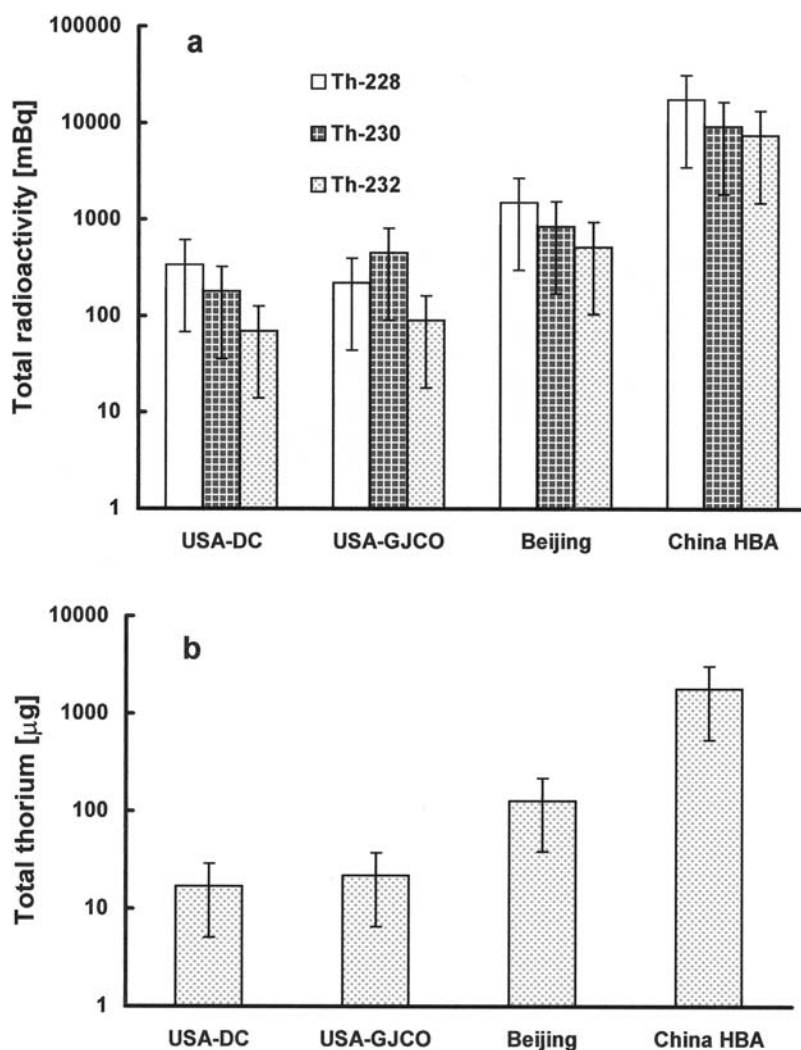 a
Total radioactivity [mBq]
100000
10000
1000
100
10
1
Th-228
Th-230
Th-232
USA-DC USA-GJCO Beijing China HBA
b
Total thorium [µg]
10000
1000
100
10
1
USA-DC USA-GJCO Beijing China HBA